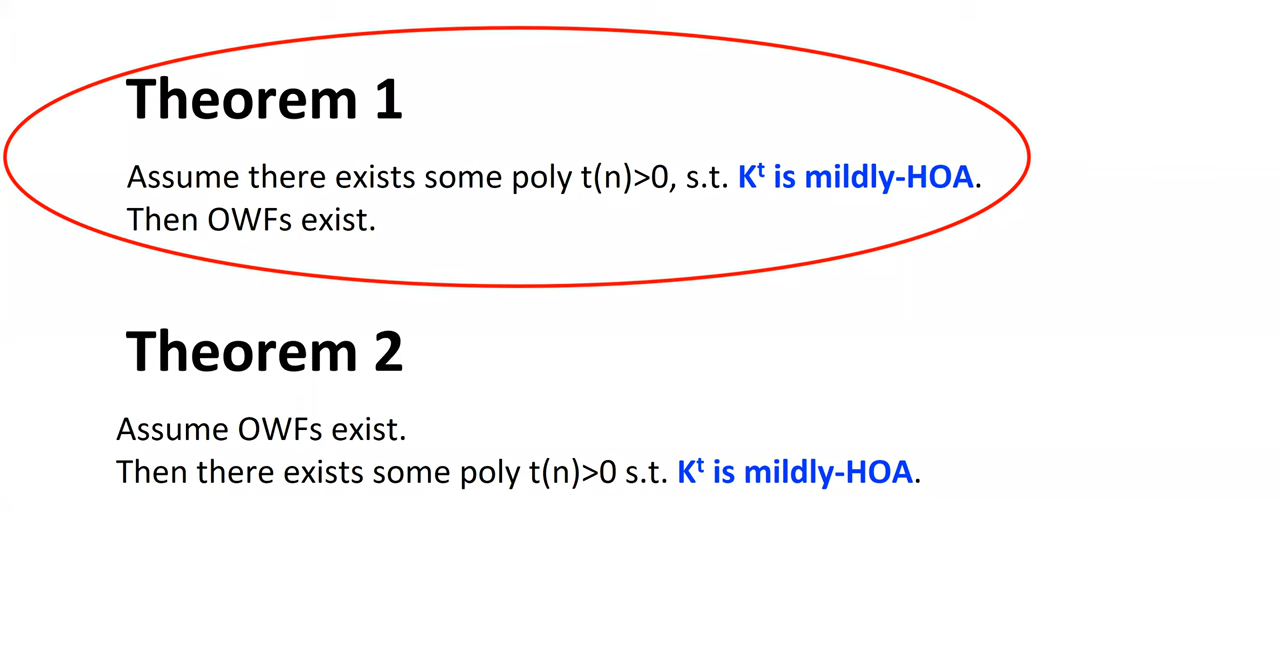 Theorem 1
Assume there exists some poly t(n)>0, s.t. Kᵗ is mildly-HOA.
Then OWFs exist.
Theorem 2
Assume OWFs exist.
Then there exists some poly t(n)>0 s.t. Kᵗ is mildly-HOA.